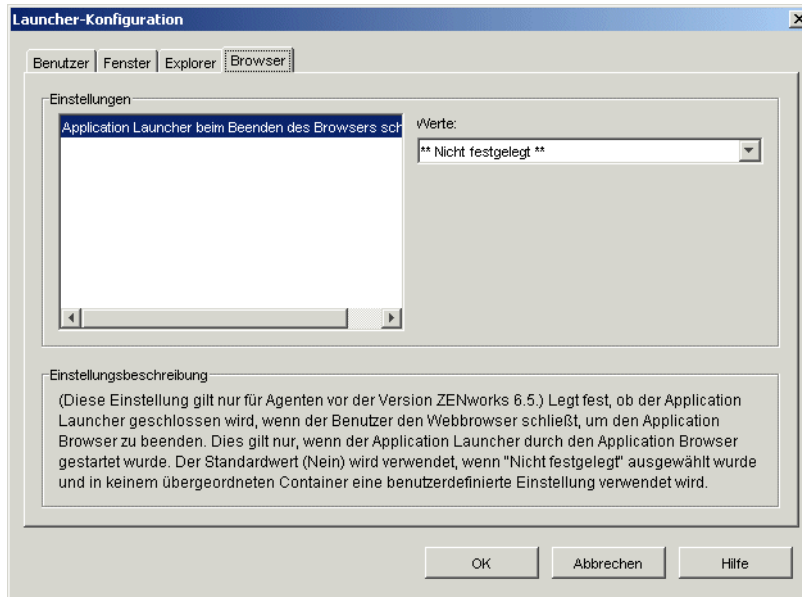 Launcher-Konfiguration
Benutzer Fenster Explorer Browser
Einstellungen
Application Launcher beim Beenden des Browsers sch
Werte:
** Nicht festgelegt **
Einstellungsbeschreibung
(Diese Einstellung gilt nur für Agenten vor der Version ZENworks 6.5.) Legt fest, ob der Application
Launcher geschlossen wird, wenn der Benutzer den Webbrowser schließt, um den Application
Browser zu beenden. Dies gilt nur, wenn der Application Launcher durch den Application Browser
gestartet wurde. Der Standardwert (Nein) wird verwendet, wenn "Nicht festgelegt" ausgewählt wurde
und in keinem übergeordneten Container eine benutzerdefinierte Einstellung verwendet wird.
OK Abbrechen Hilfe